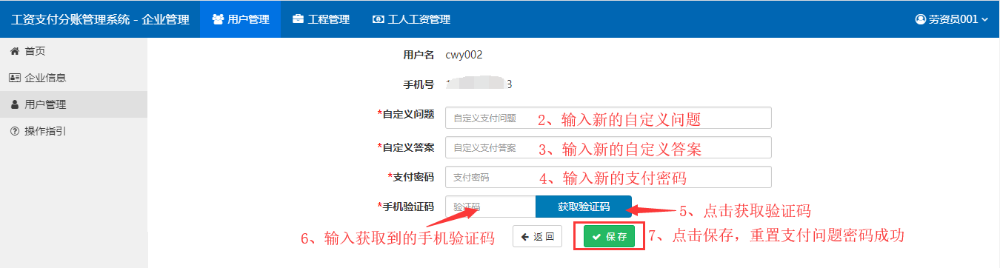 工资支付分账管理系统 - 企业管理 用户管理 工程管理 工人工资管理 劳资员001
首页
企业信息
用户管理
操作指引
用户名 cwy002
手机号 3
*自定义问题 自定义支付问题 2、输入新的自定义问题
*自定义答案 自定义支付答案 3、输入新的自定义答案
*支付密码 支付密码 4、输入新的支付密码
*手机验证码 验证码 获取验证码 5、点击获取验证码
6、输入获取到的手机验证码 返回 保存 7、点击保存，重置支付问题密码成功